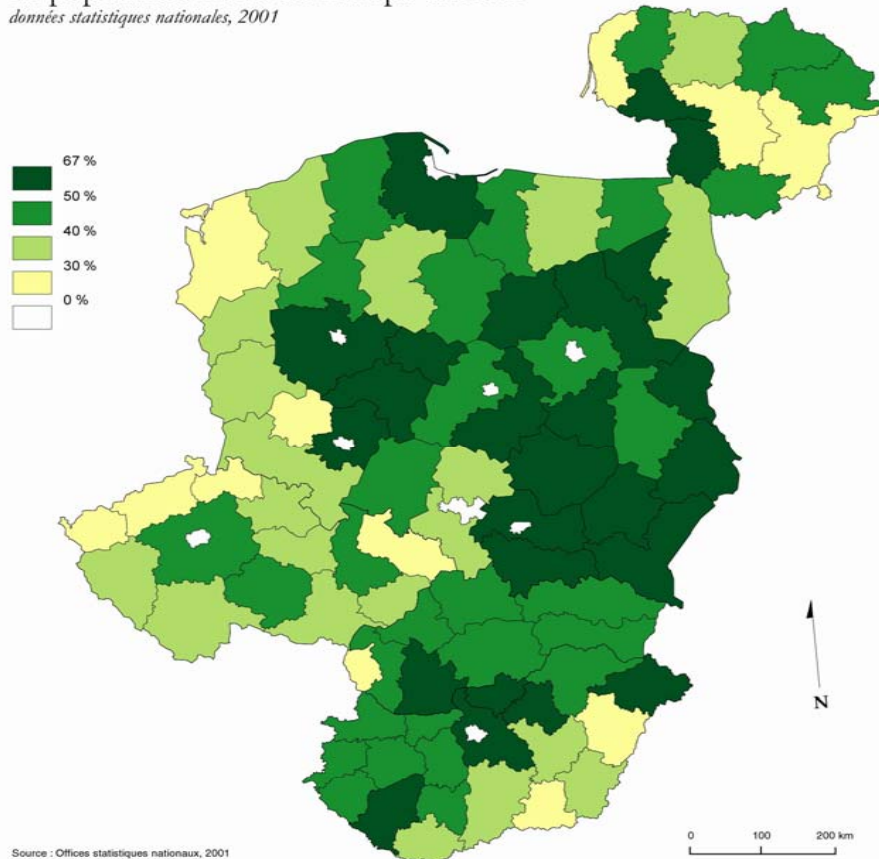 données statistiques nationales, 2001
67 %
50 %
40 %
30 %
0 %
N
0 100 200 km
Source : Offices statistiques nationaux, 2001